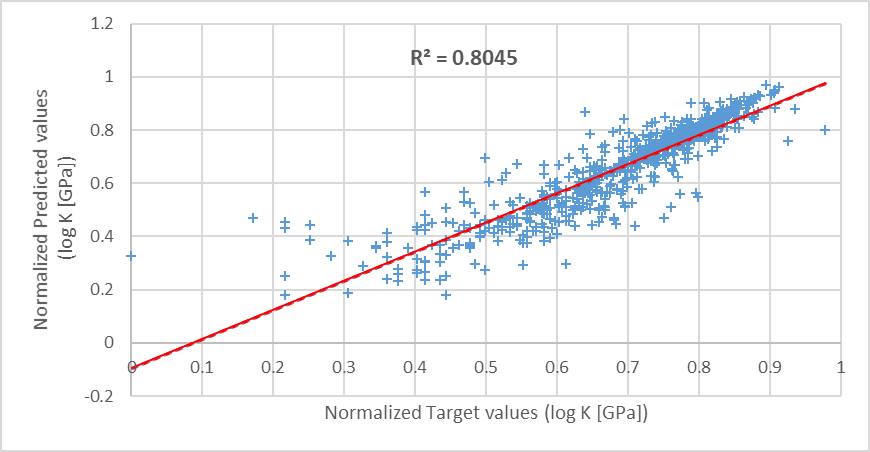 1.2
R² = 0.8045
1
0.8
0.6
0.4
0.2
0
-0.2
0 0.1 0.2 0.3 0.4 0.5 0.6 0.7 0.8 0.9 1
Normalized Predicted values
(log K [GPa])
Normalized Target values (log K [GPa])